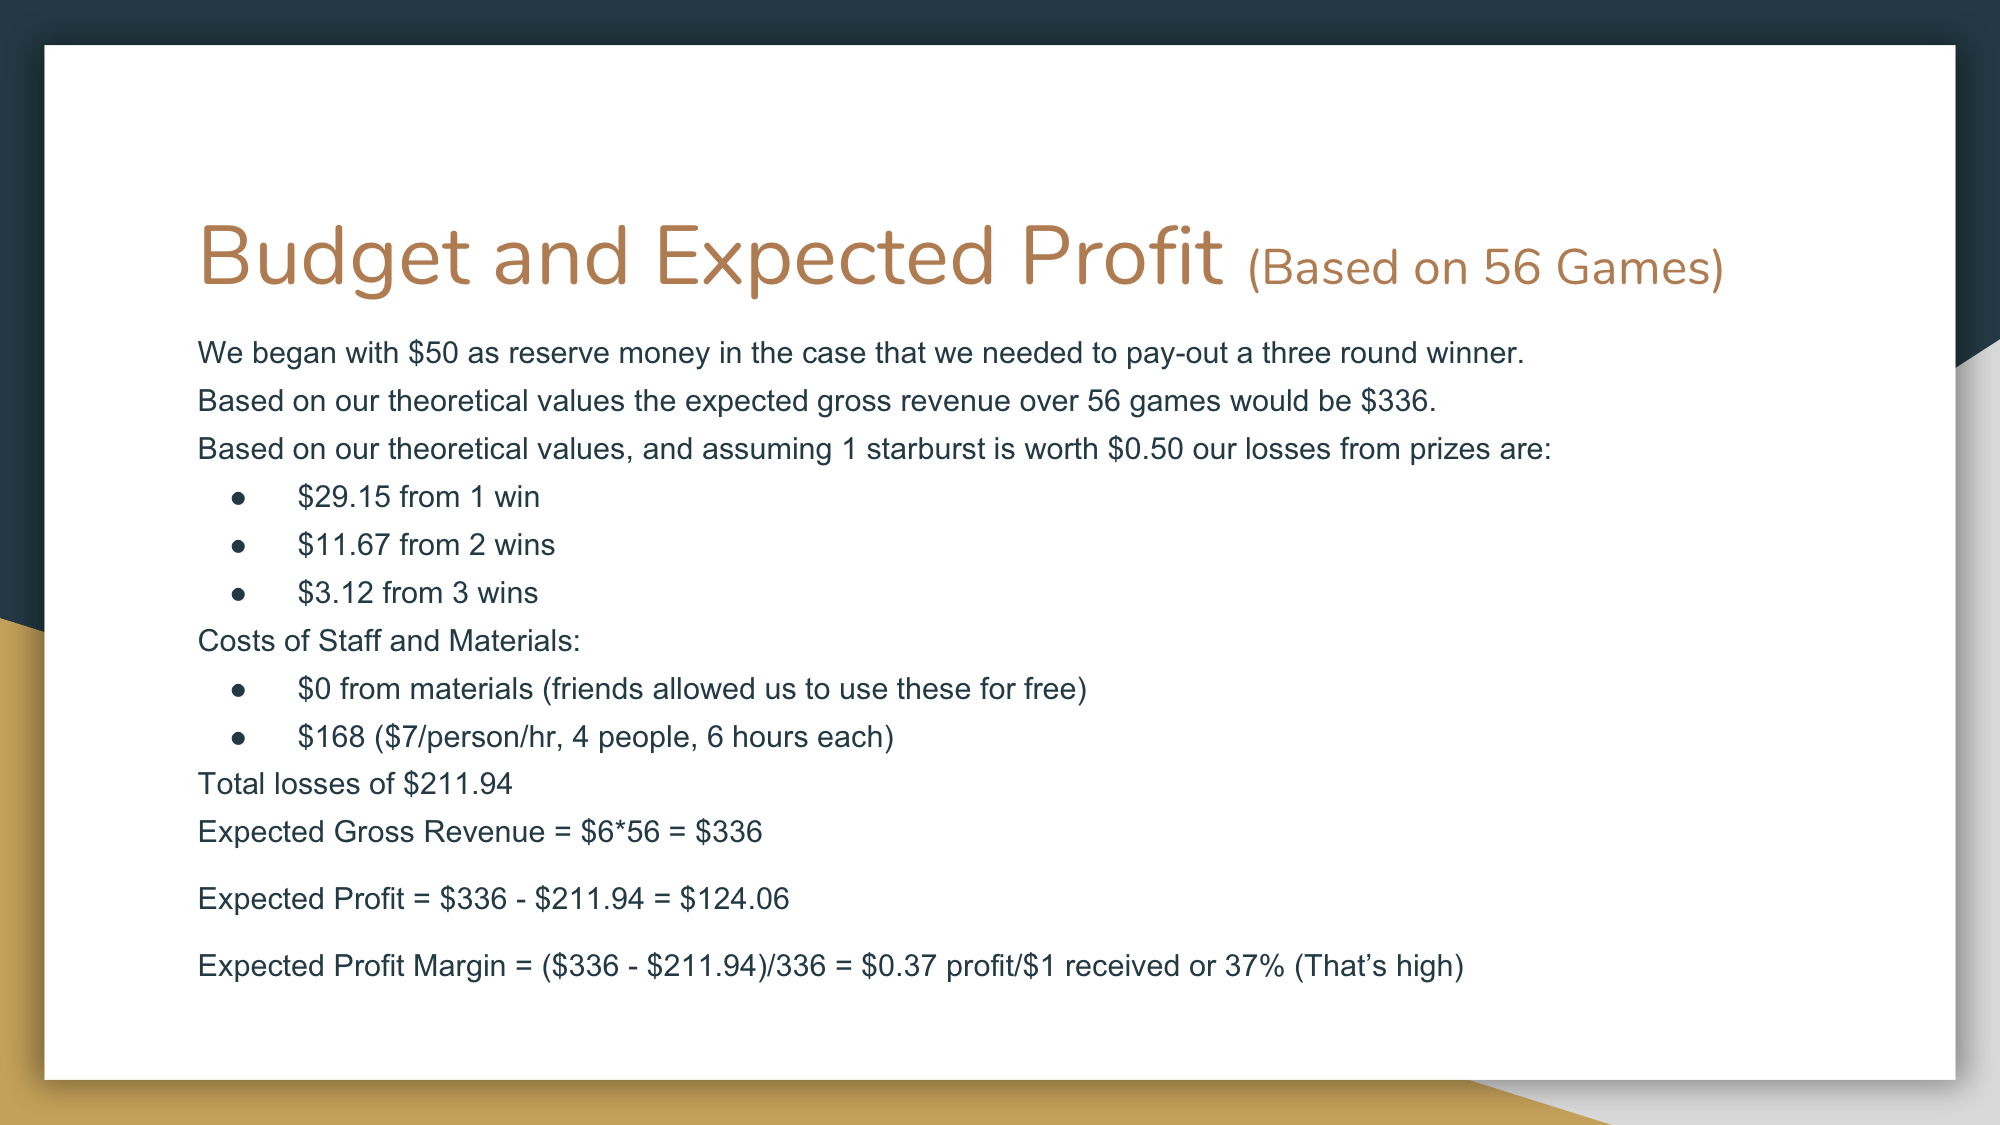 Budget and Expected Profit (Based on 56 Games)
We began with $50 as reserve money in the case that we needed to pay-out a three round winner.
Based on our theoretical values the expected gross revenue over 56 games would be $336.
Based on our theoretical values, and assuming 1 starburst is worth $0.50 our losses from prizes are:
● $29.15 from 1 win
● $11.67 from 2 wins
● $3.12 from 3 wins
Costs of Staff and Materials:
● $0 from materials (friends allowed us to use these for free)
● $168 ($7/person/hr, 4 people, 6 hours each)
Total losses of $211.94
Expected Gross Revenue = $6*56 = $336
Expected Profit = $336 - $211.94 = $124.06
Expected Profit Margin = ($336 - $211.94)/336 = $0.37 profit/$1 received or 37% (That’s high)